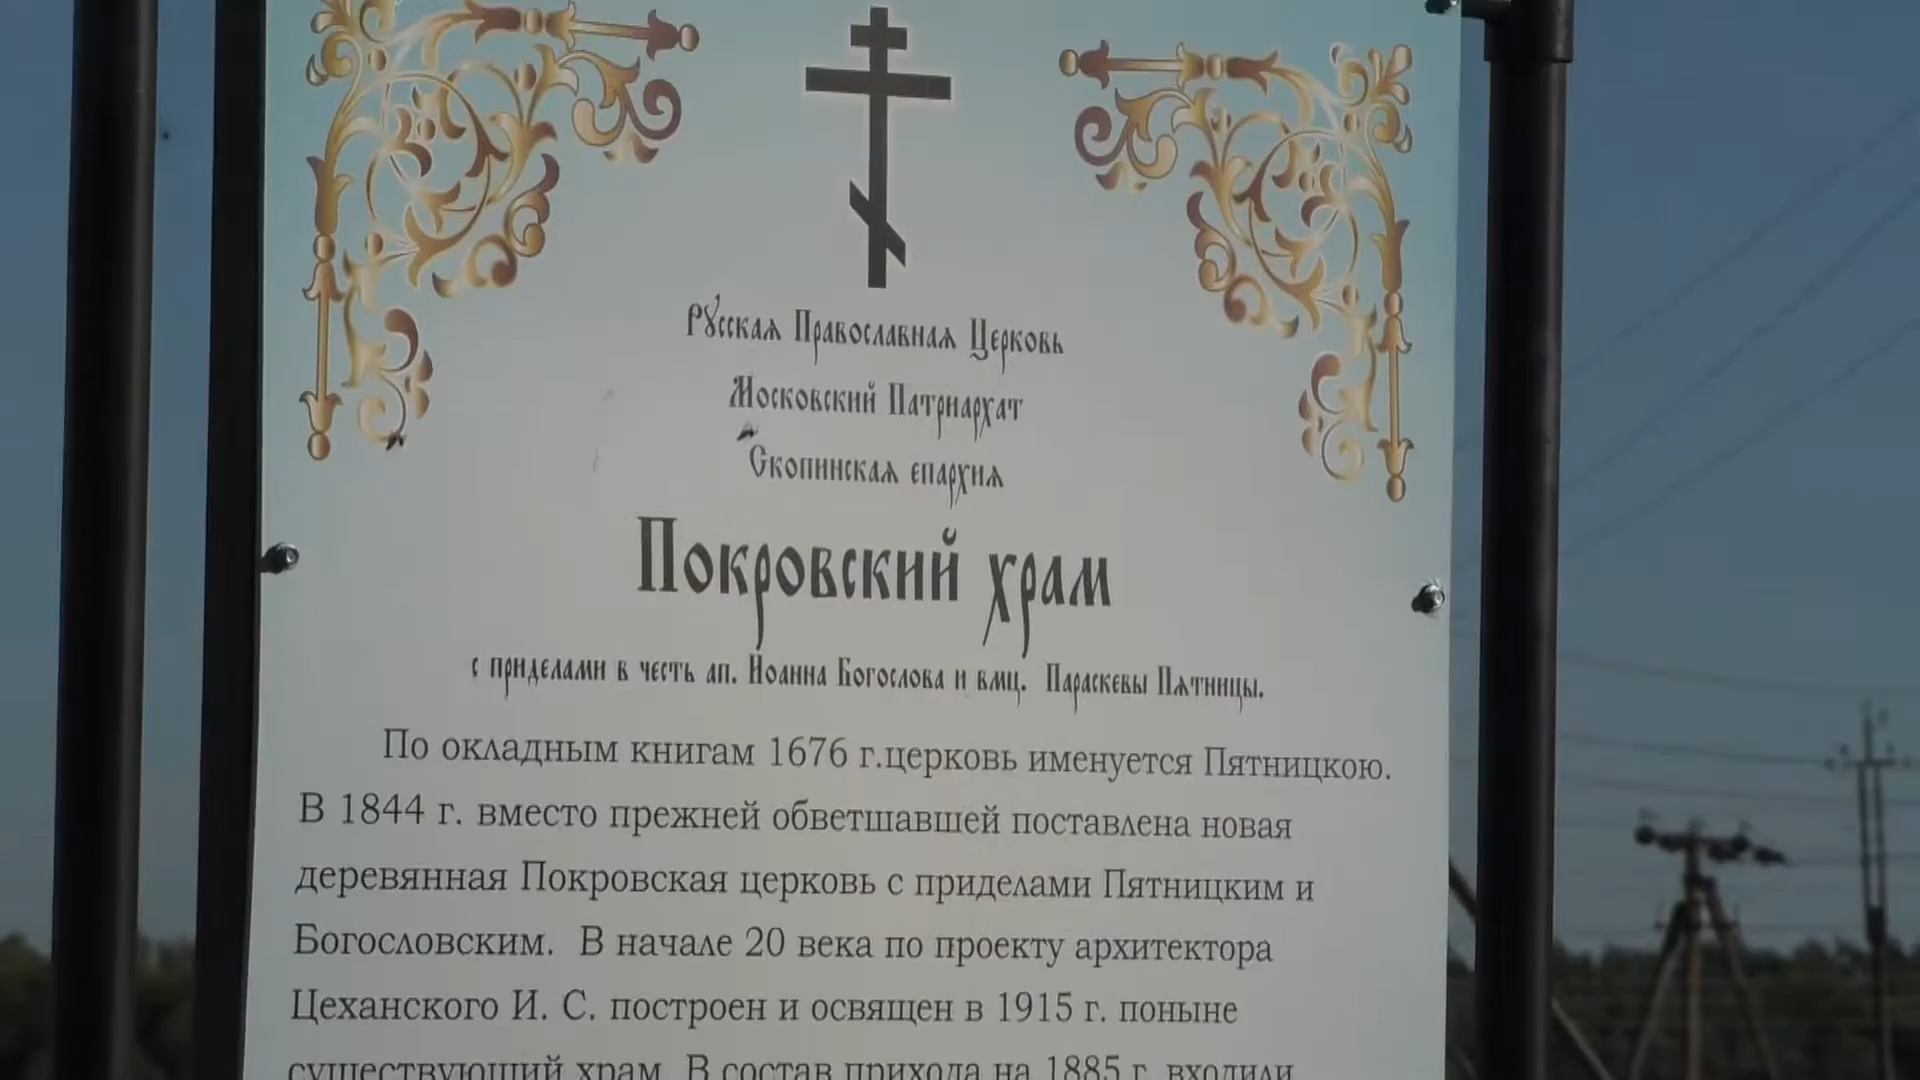 Русская Православная Церковь
Московский Патриархат
Скопинская епархия
Покровский храм
с приделами в честь ап. Иоанна Богослова и вмц. Параскевы Пятницы.
По окладным книгам 1676 г.церковь именуется Пятницкою.
В 1844 г. вместо прежней обветшавшей поставлена новая
деревянная Покровская церковь с приделами Пятницким и
Богословским. В начале 20 века по проекту архитектора
Цеханского И. С. построен и освящен в 1915 г. поныне
существующий храм. В состав прихода на 1885 г. входили